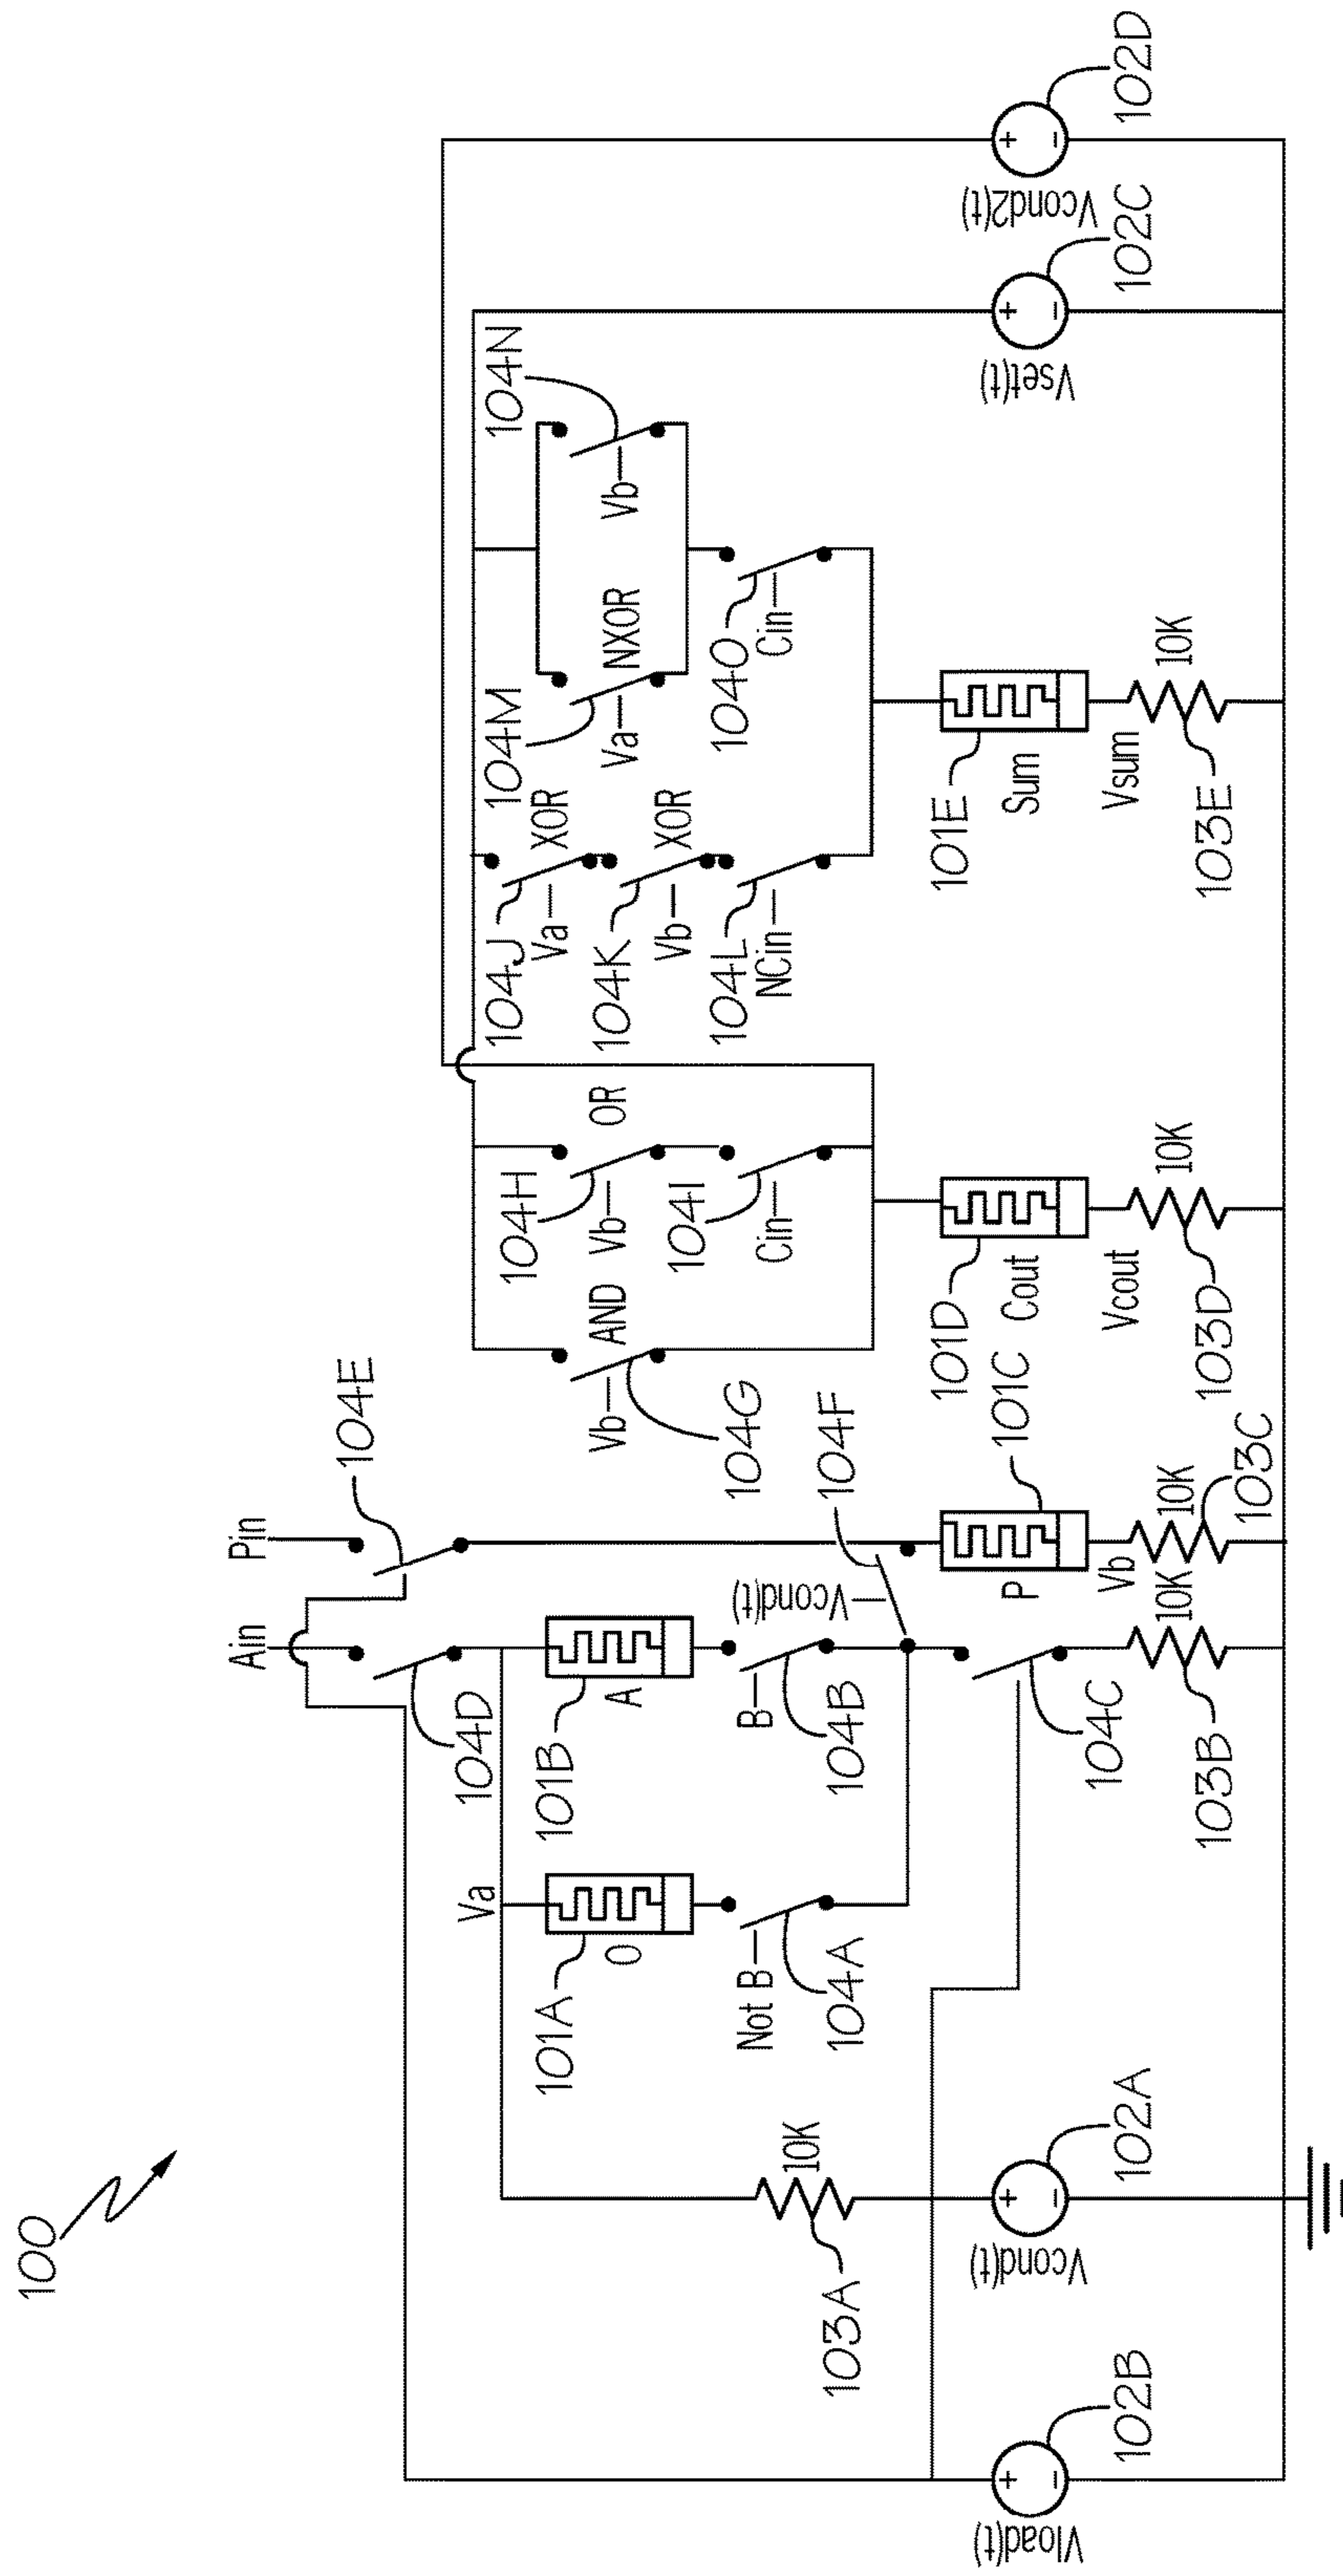 100
Vload(t)
102B
Vcond(t)
102A
103A
10K
Va
101A
0
Not B
104A
101B
A
B
104B
104C
103B
10K
Ain
104D
Pin
104E
Vcond(t)
104F
P
101C
Vb
10K
103C
Vb
AND
104G
104H
Vb
OR
104I
Cin
101D
Cout
Vcout
10K
103D
104J
Va
XOR
104K
Vb
XOR
104L
NCin
104M
Va
NXOR
104N
Vb
104O
Cin
101E
Sum
Vsum
10K
103E
Vset(t)
102C
Vcond2(t)
102D